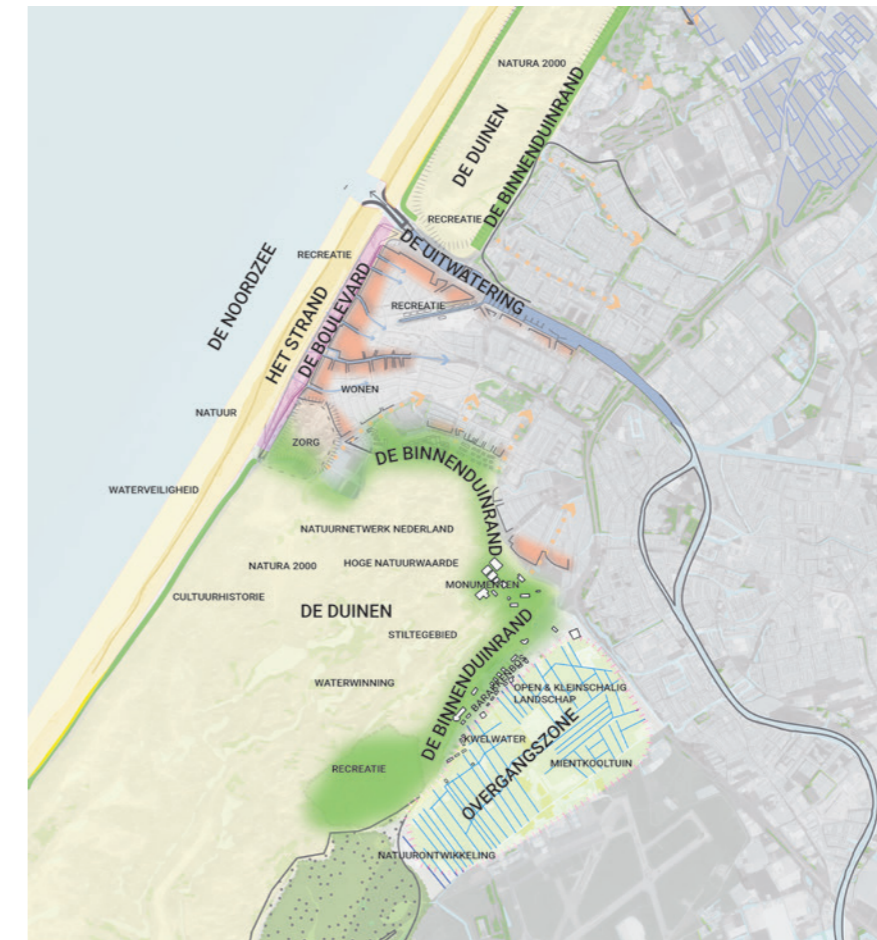 NATURA 2000
DE DUINEN
DE BINNENDUINRAND
RECREATIE
DE UITWATERING
RECREATIE
DE NOORDZEE
HET STRAND
DE BOULEVARD
RECREATIE
WONEN
NATUUR
ZORG
DE BINNENDUINRAND
WATERVEILIGHEID
NATUURNETWERK NEDERLAND
NATURA 2000
HOGE NATUURWAARDE
MONUMENTEN
CULTUURHISTORIE
DE DUINEN
STILTEGEBIED
DE BINNENDUINRAND
WATERWINNING
BARAKKENBOS
OPEN & KLEINSCHALIG
LANDSCHAP
KWELWATER
OVERGANGSZONE
MIENTKOOLTUIN
RECREATIE
NATUURONTWIKKELING